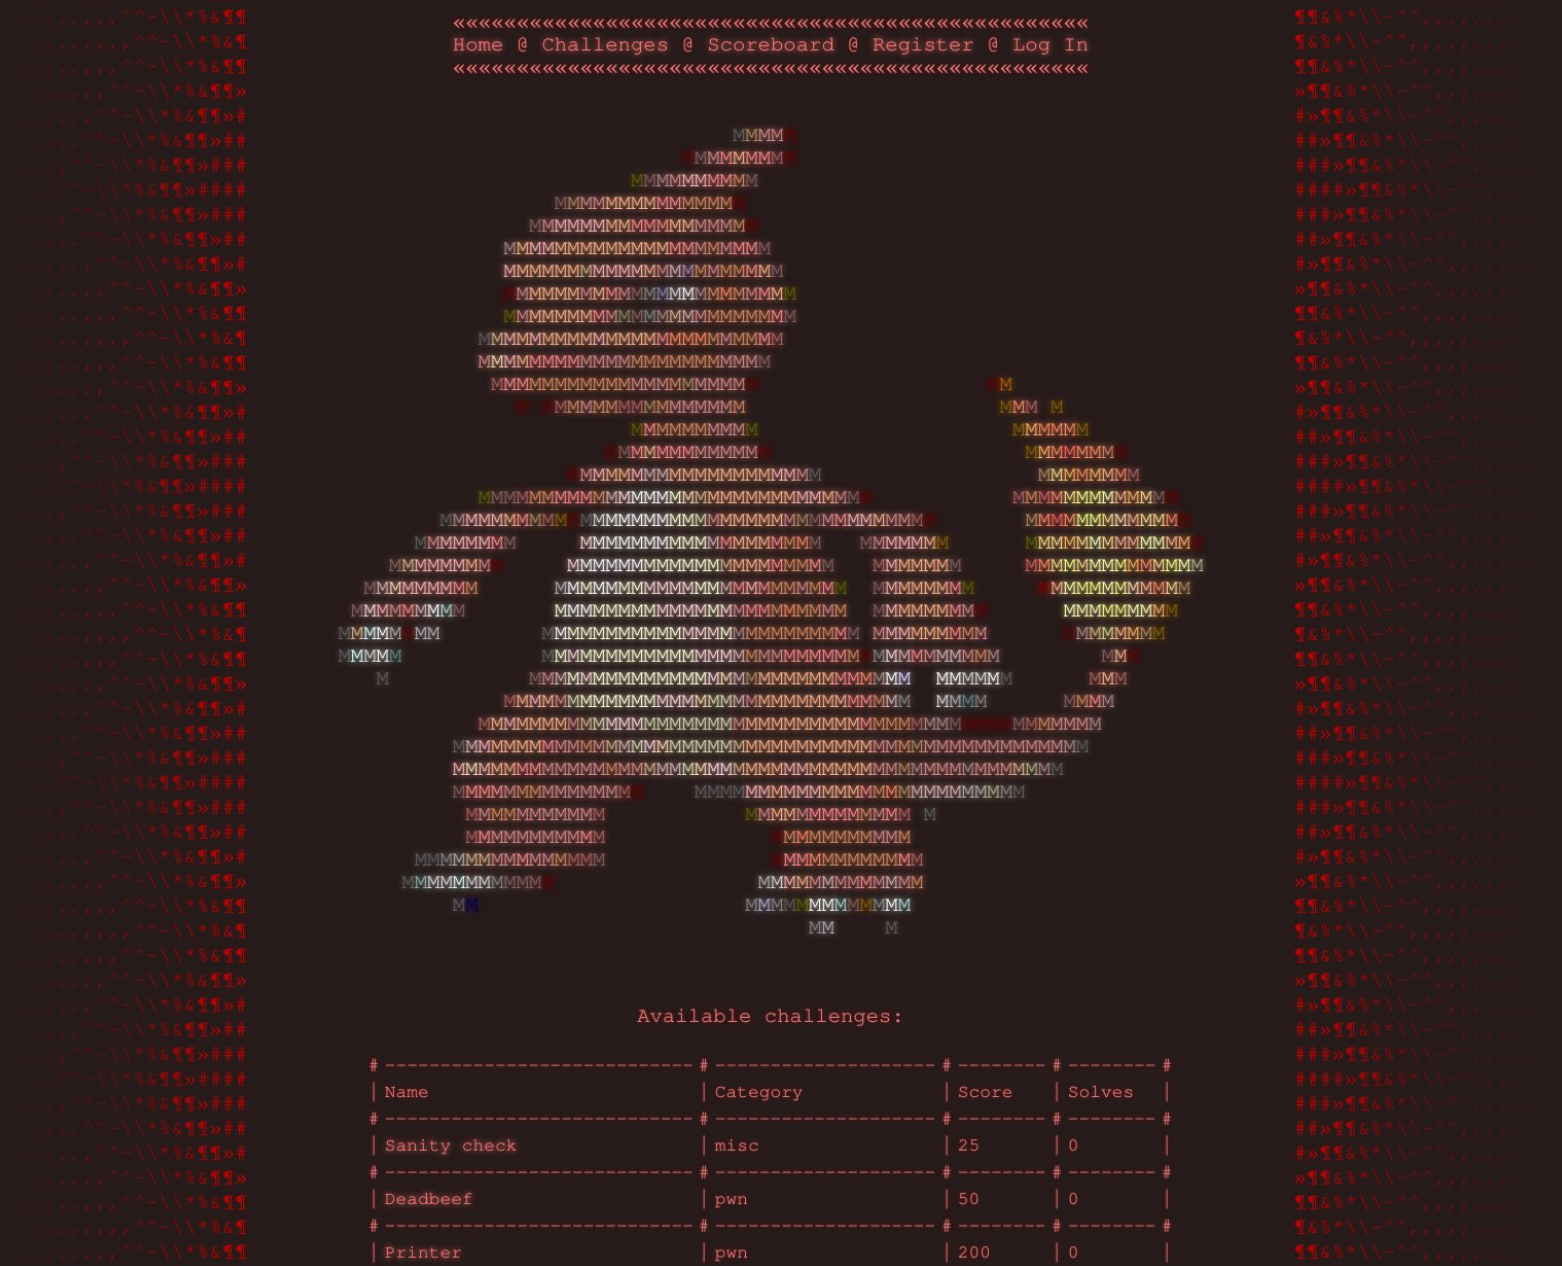 Home @ Challenges @ Scoreboard @ Register @ Log In
Available challenges:
Name | Category | Score | Solves
Sanity check | misc | 25 | 0
Deadbeef | pwn | 50 | 0
Printer | pwn | 200 | 0